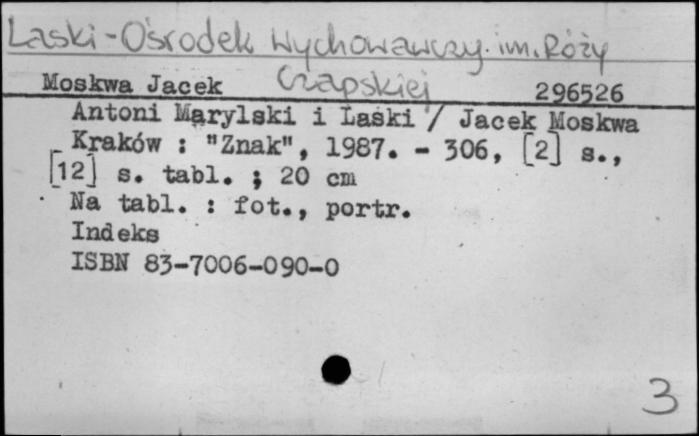 Laski - Ośrodek Wychowawczy im. Róży
Czapskiej
Moskwa Jacek 296526
Antoni Marylski i Laski / Jacek Moskwa
Kraków : "Znak", 1987. - 306, [2] s.,
[12] s. tabl. ; 20 cm
Na tabl. : fot., portr.
Indeks
ISBN 83-7006-090-0
3